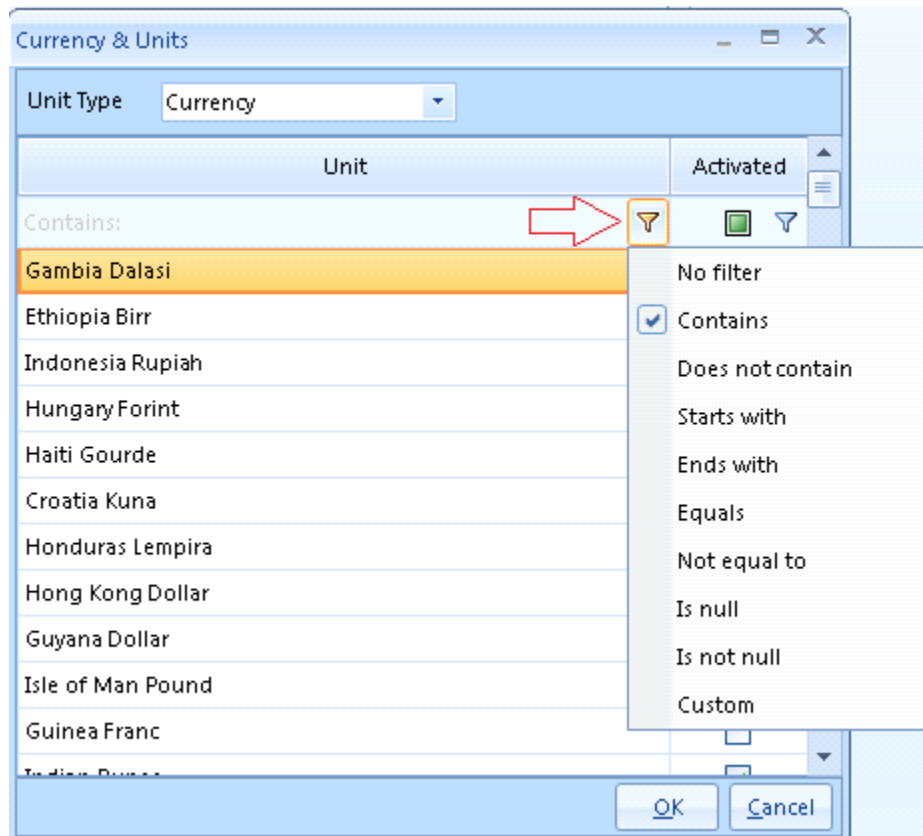 Currency & Units
Unit Type Currency
Unit Activated
Contains:
Gambia Dalasi
Ethiopia Birr
Indonesia Rupiah
Hungary Forint
Haiti Gourde
Croatia Kuna
Honduras Lempira
Hong Kong Dollar
Guyana Dollar
Isle of Man Pound
Guinea Franc
No filter
Contains
Does not contain
Starts with
Ends with
Equals
Not equal to
Is null
Is not null
Custom
OK Cancel